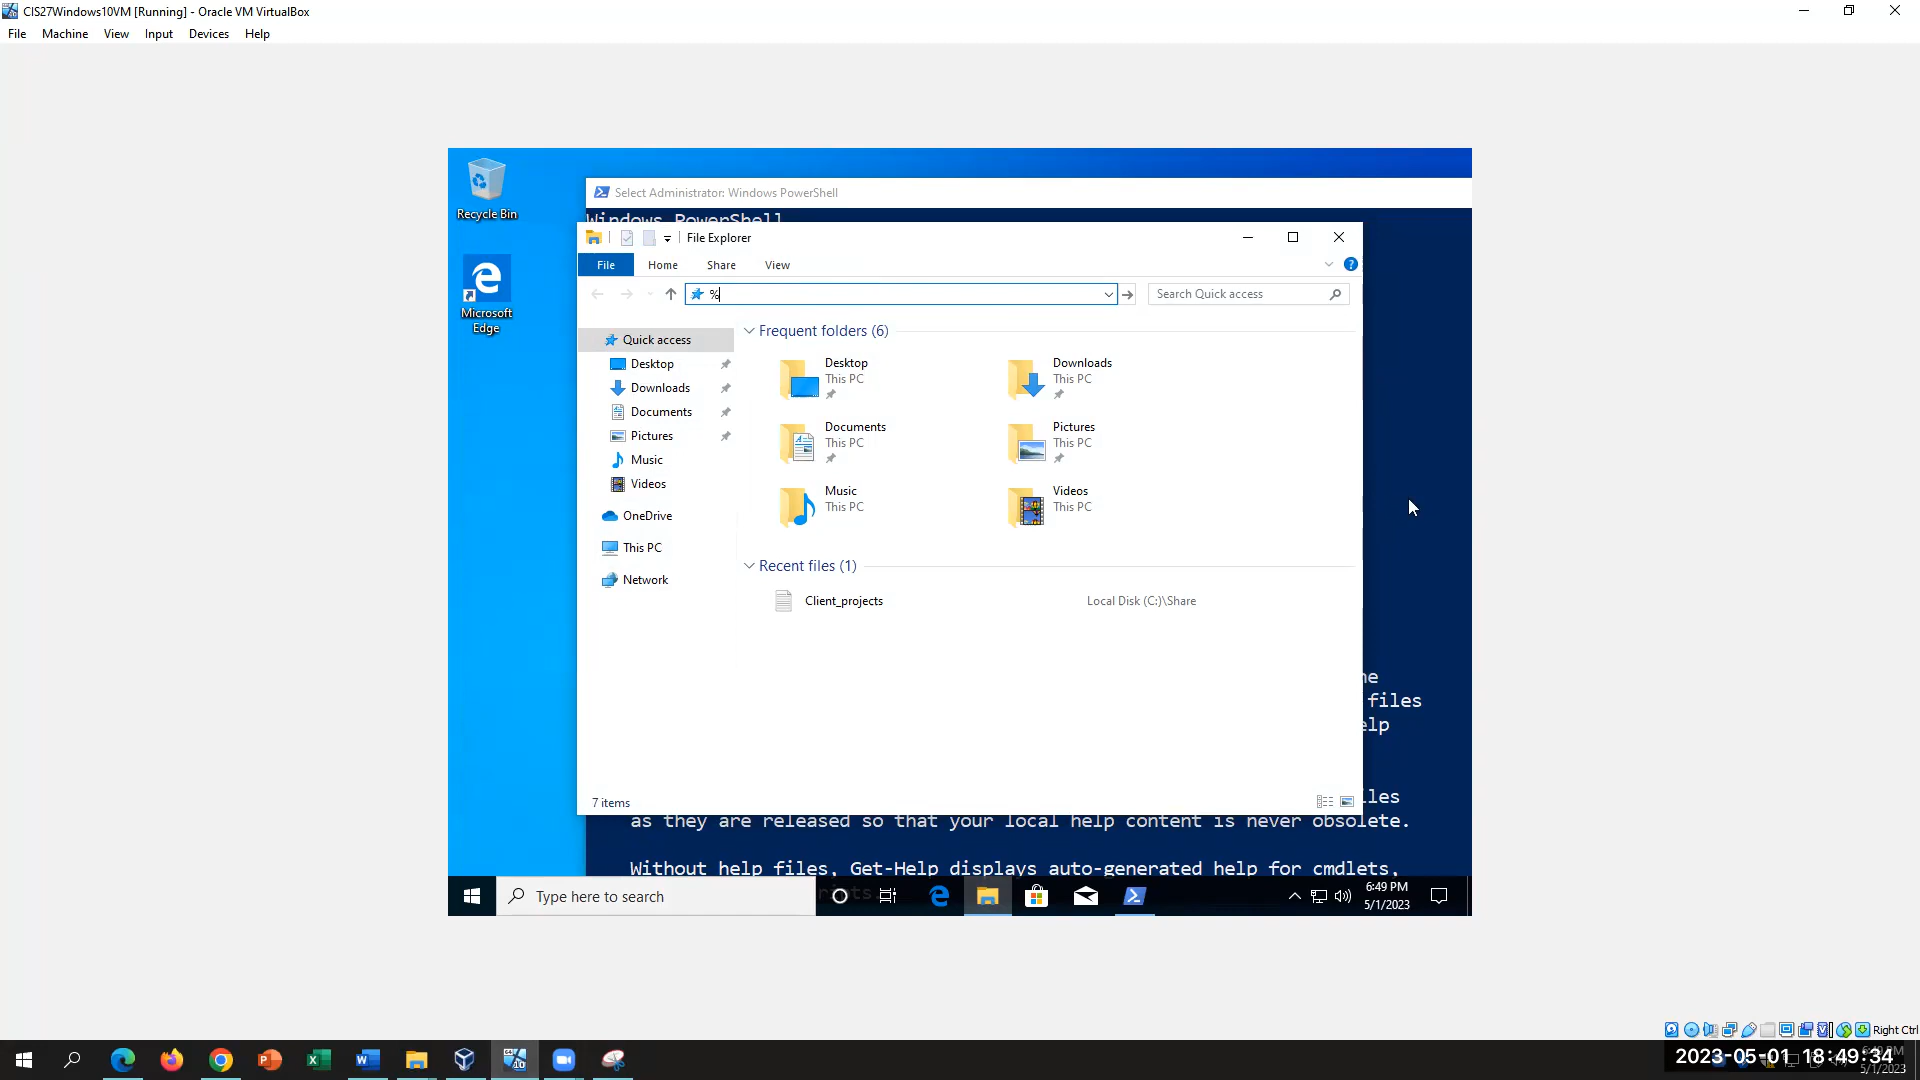 CIS27Windows10VM [Running] - Oracle VM VirtualBox
File Machine View Input Devices Help
Recycle Bin
Microsoft
Edge
Select Administrator: Windows PowerShell
Windows PowerShell
File Explorer
File Home Share View
%
Search Quick access
Quick access
Desktop
Downloads
Documents
Pictures
Music
Videos
OneDrive
This PC
Network
Frequent folders (6)
Desktop
This PC
Downloads
This PC
Documents
This PC
Pictures
This PC
Music
This PC
Videos
This PC
Recent files (1)
Client_projects Local Disk (C:)\Share
7 items
files
as they are released so that your local help content is never obsolete.
Without help files, Get-Help displays auto-generated help for cmdlets,
Type here to search
6:49 PM
5/1/2023
Right Ctrl
2023-05-01 18:49:34
5/1/2023